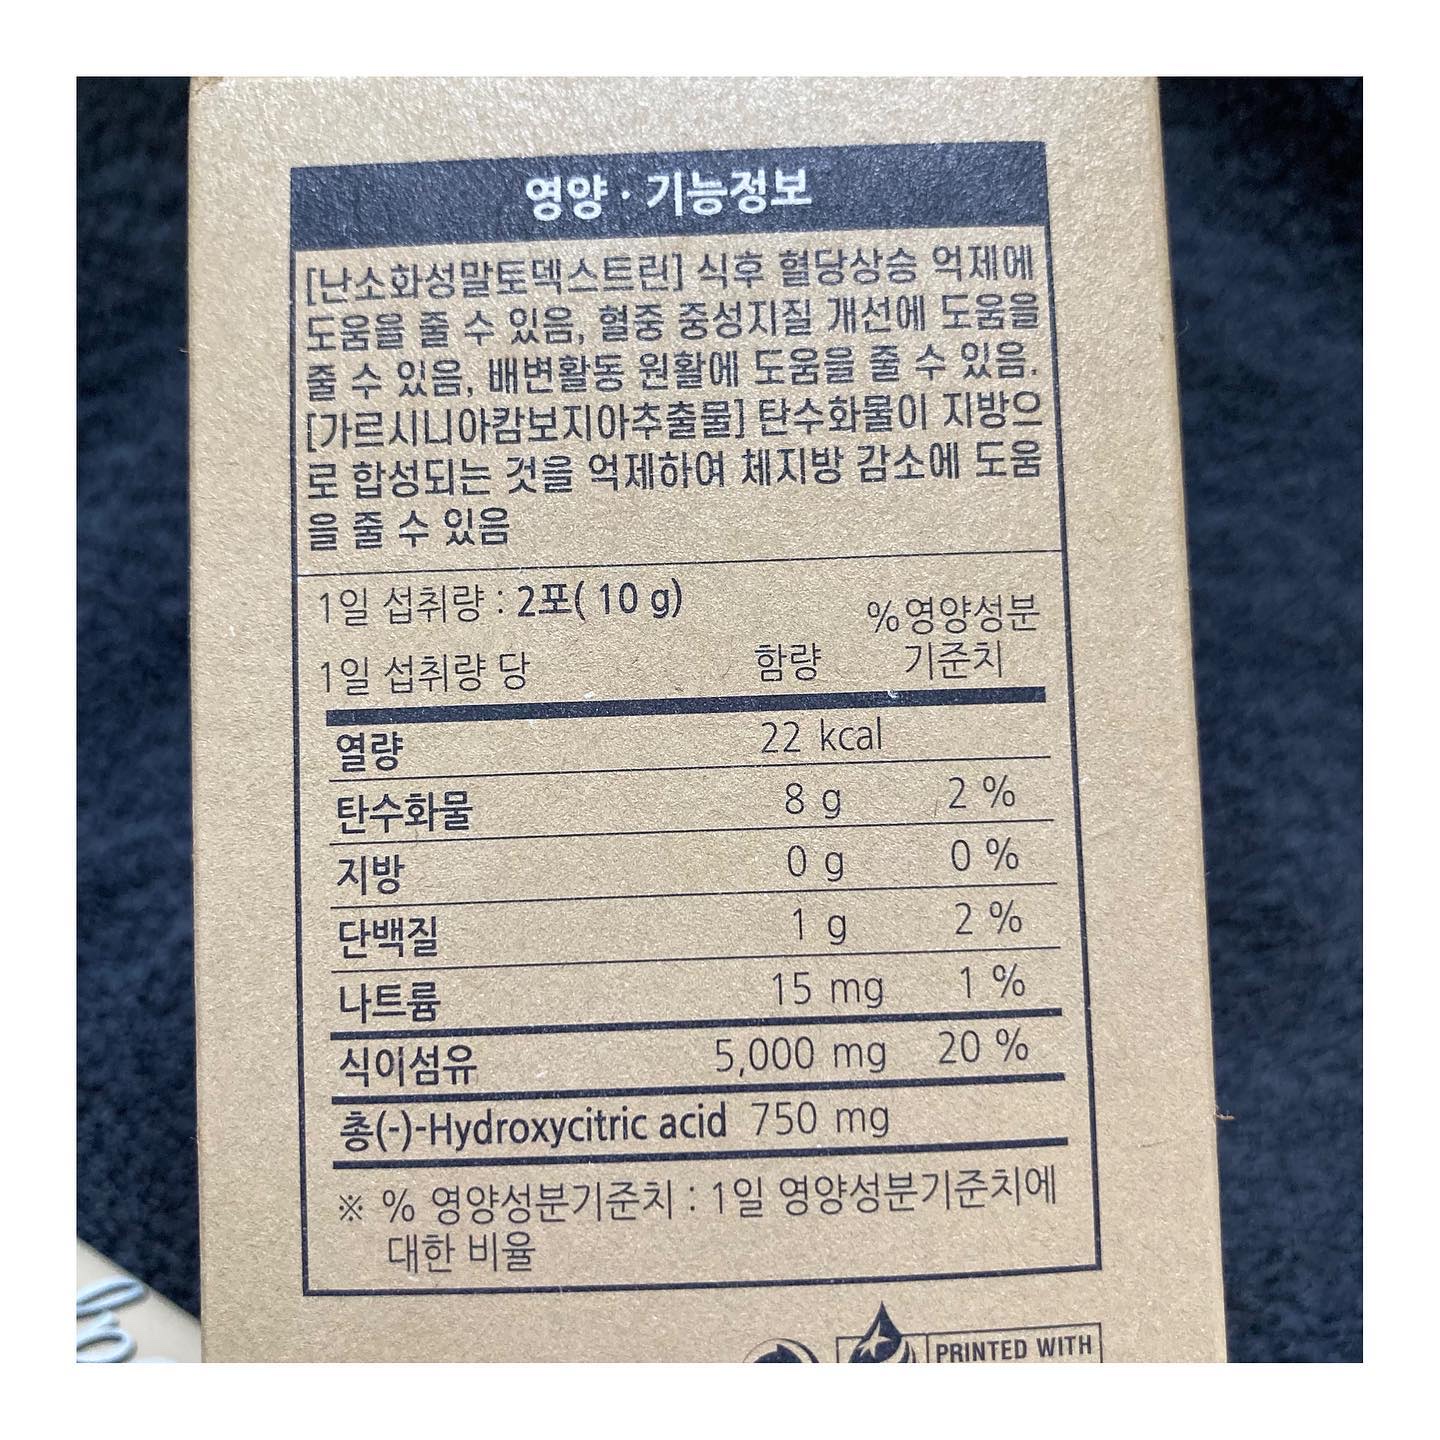 영양 · 기능정보
[난소화성말토덱스트린] 식후 혈당상승 억제에
도움을 줄 수 있음, 혈중 중성지질 개선에 도움을
줄 수 있음, 배변활동 원활에 도움을 줄 수 있음.
[가르시니아캄보지아추출물] 탄수화물이 지방으
로 합성되는 것을 억제하여 체지방 감소에 도움
을 줄 수 있음
1일 섭취량 : 2포( 10 g)
1일 섭취량 당 함량 %영양성분
기준치
열량 22 kcal
탄수화물 8 g 2 %
지방 0 g 0 %
단백질 1 g 2 %
나트륨 15 mg 1 %
식이섬유 5,000 mg 20 %
총(-)-Hydroxycitric acid 750 mg
※ % 영양성분기준치 : 1일 영양성분기준치에
대한 비율
PRINTED WITH